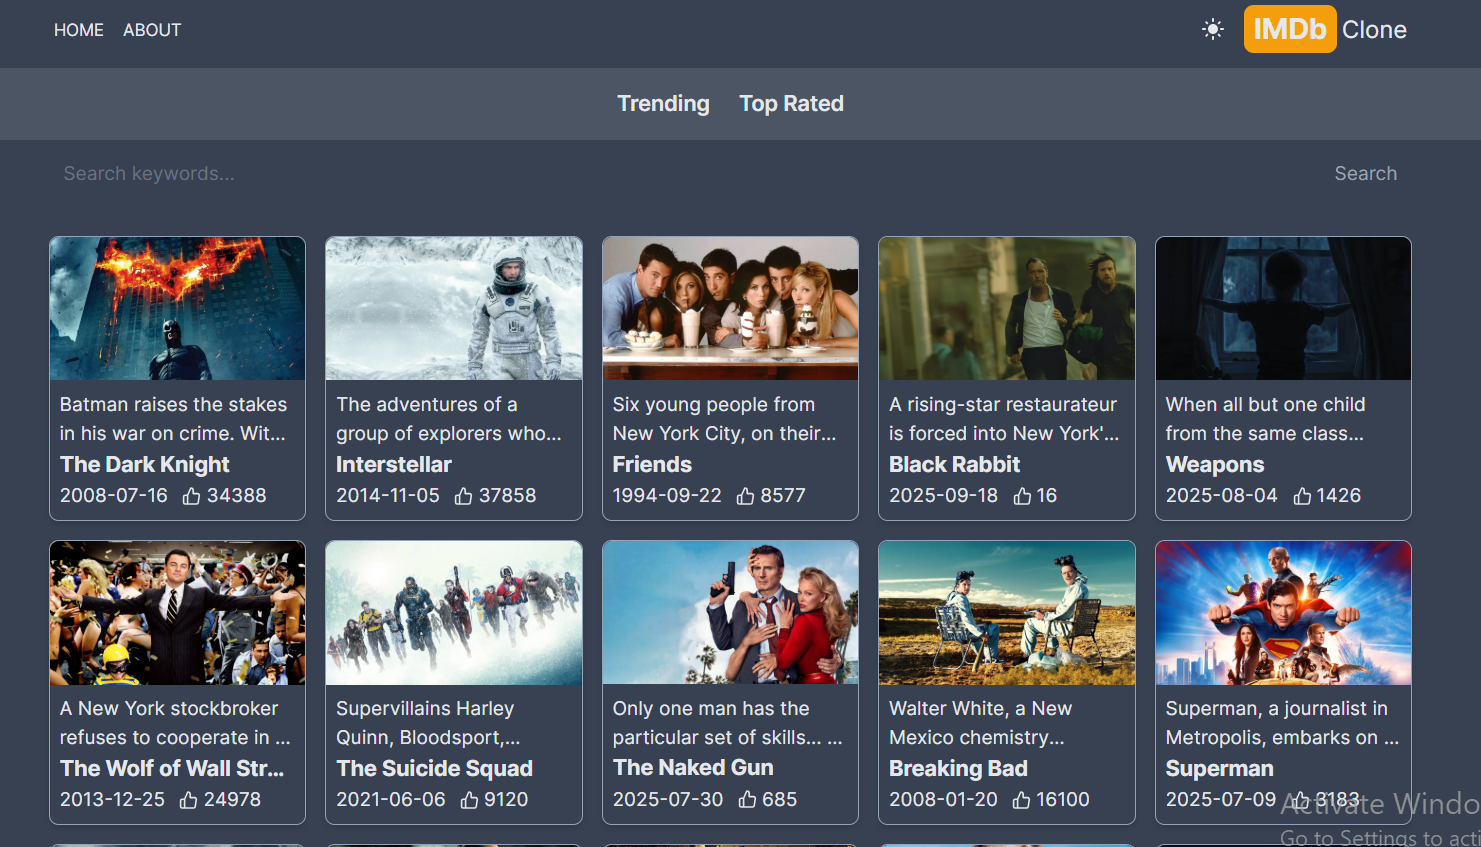 HOME ABOUT IMDb Clone
Trending Top Rated
Search keywords... Search
Batman raises the stakes
in his war on crime. Wit...
The Dark Knight
2008-07-16 34388
The adventures of a
group of explorers who...
Interstellar
2014-11-05 37858
Six young people from
New York City, on their...
Friends
1994-09-22 8577
A rising-star restaurateur
is forced into New York'...
Black Rabbit
2025-09-18 16
When all but one child
from the same class...
Weapons
2025-08-04 1426
A New York stockbroker
refuses to cooperate in ...
The Wolf of Wall Str...
2013-12-25 24978
Supervillains Harley
Quinn, Bloodsport,...
The Suicide Squad
2021-06-06 9120
Only one man has the
particular set of skills... ...
The Naked Gun
2025-07-30 685
Walter White, a New
Mexico chemistry...
Breaking Bad
2008-01-20 16100
Superman, a journalist in
Metropolis, embarks on ...
Superman
2025-07-09 3183
Activate Windo
Go to Settings to acti